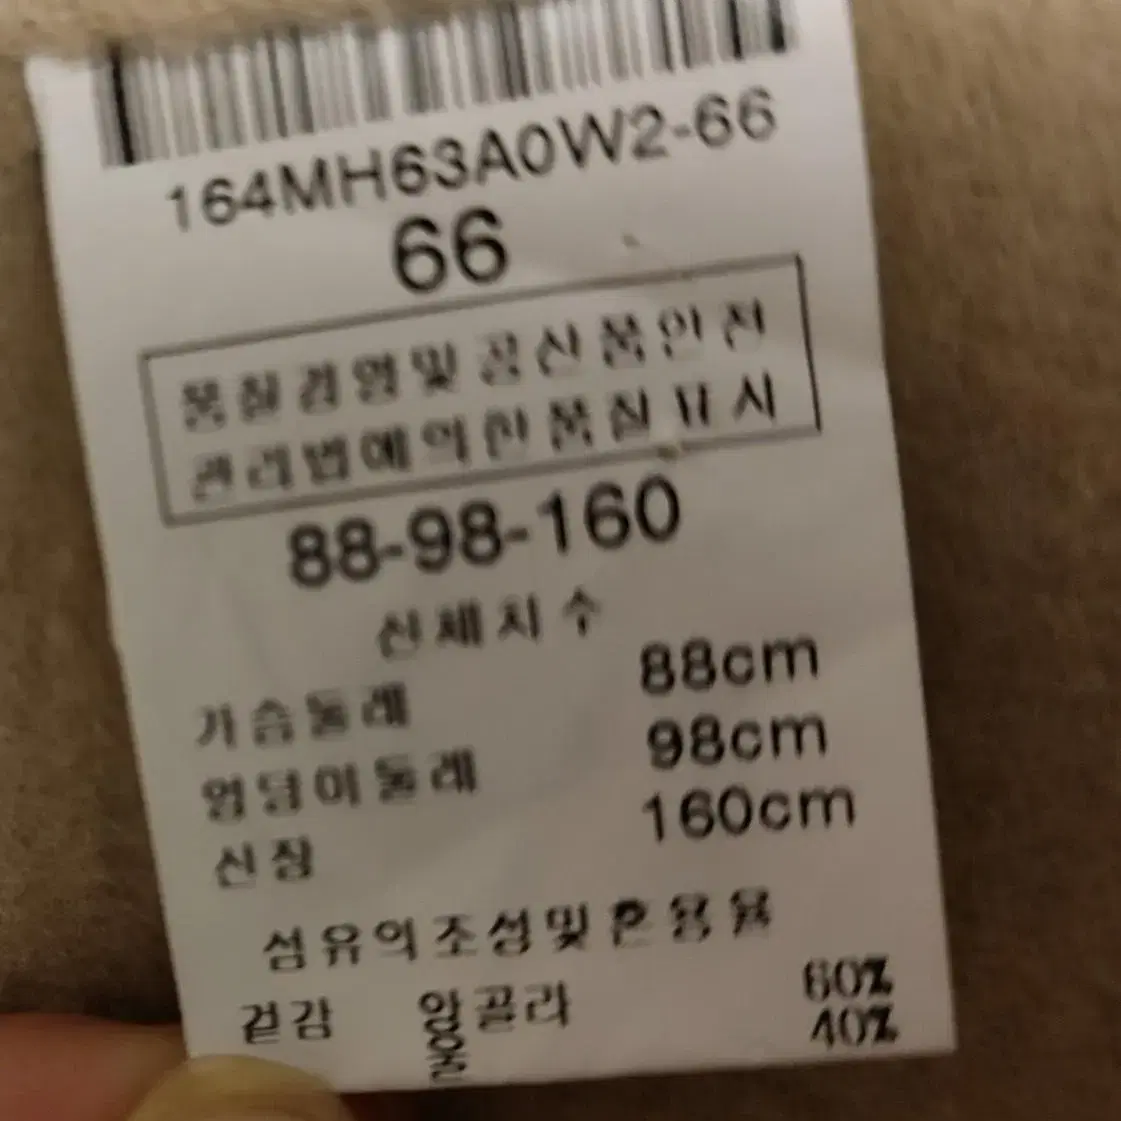 164MH63A0W2-66
66
품질경영및공산품안전
관리법에의한품질표시
88-98-160
신체치수
가슴둘레 88cm
엉덩이둘레 98cm
신장 160cm
섬유의조성및혼용율
겉감 앙골라 60%
울 40%